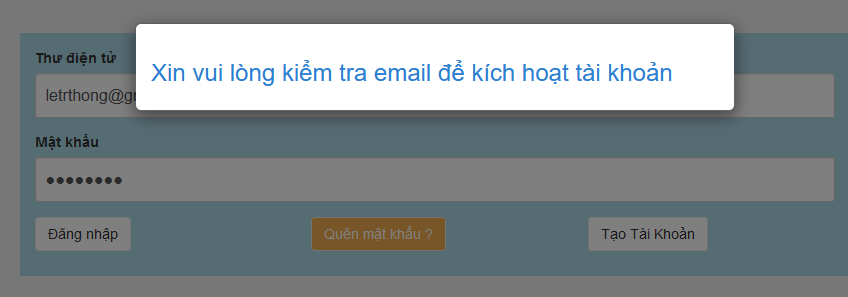 Xin vui lòng kiểm tra email để kích hoạt tài khoản
Thư điện tử
letrthong@gm
Mật khẩu
Đăng nhập
Quên mật khẩu ?
Tạo Tài Khoản